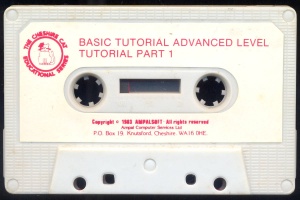 THE CHESHIRE CAT
EDUCATIONAL SERIES
BASIC TUTORIAL ADVANCED LEVEL
TUTORIAL PART 1
Copyright © 1983 AMPALSOFT All rights reserved
Ampal Computer Services Ltd
P.O. Box 19, Knutsford, Cheshire. WA16 0HE.